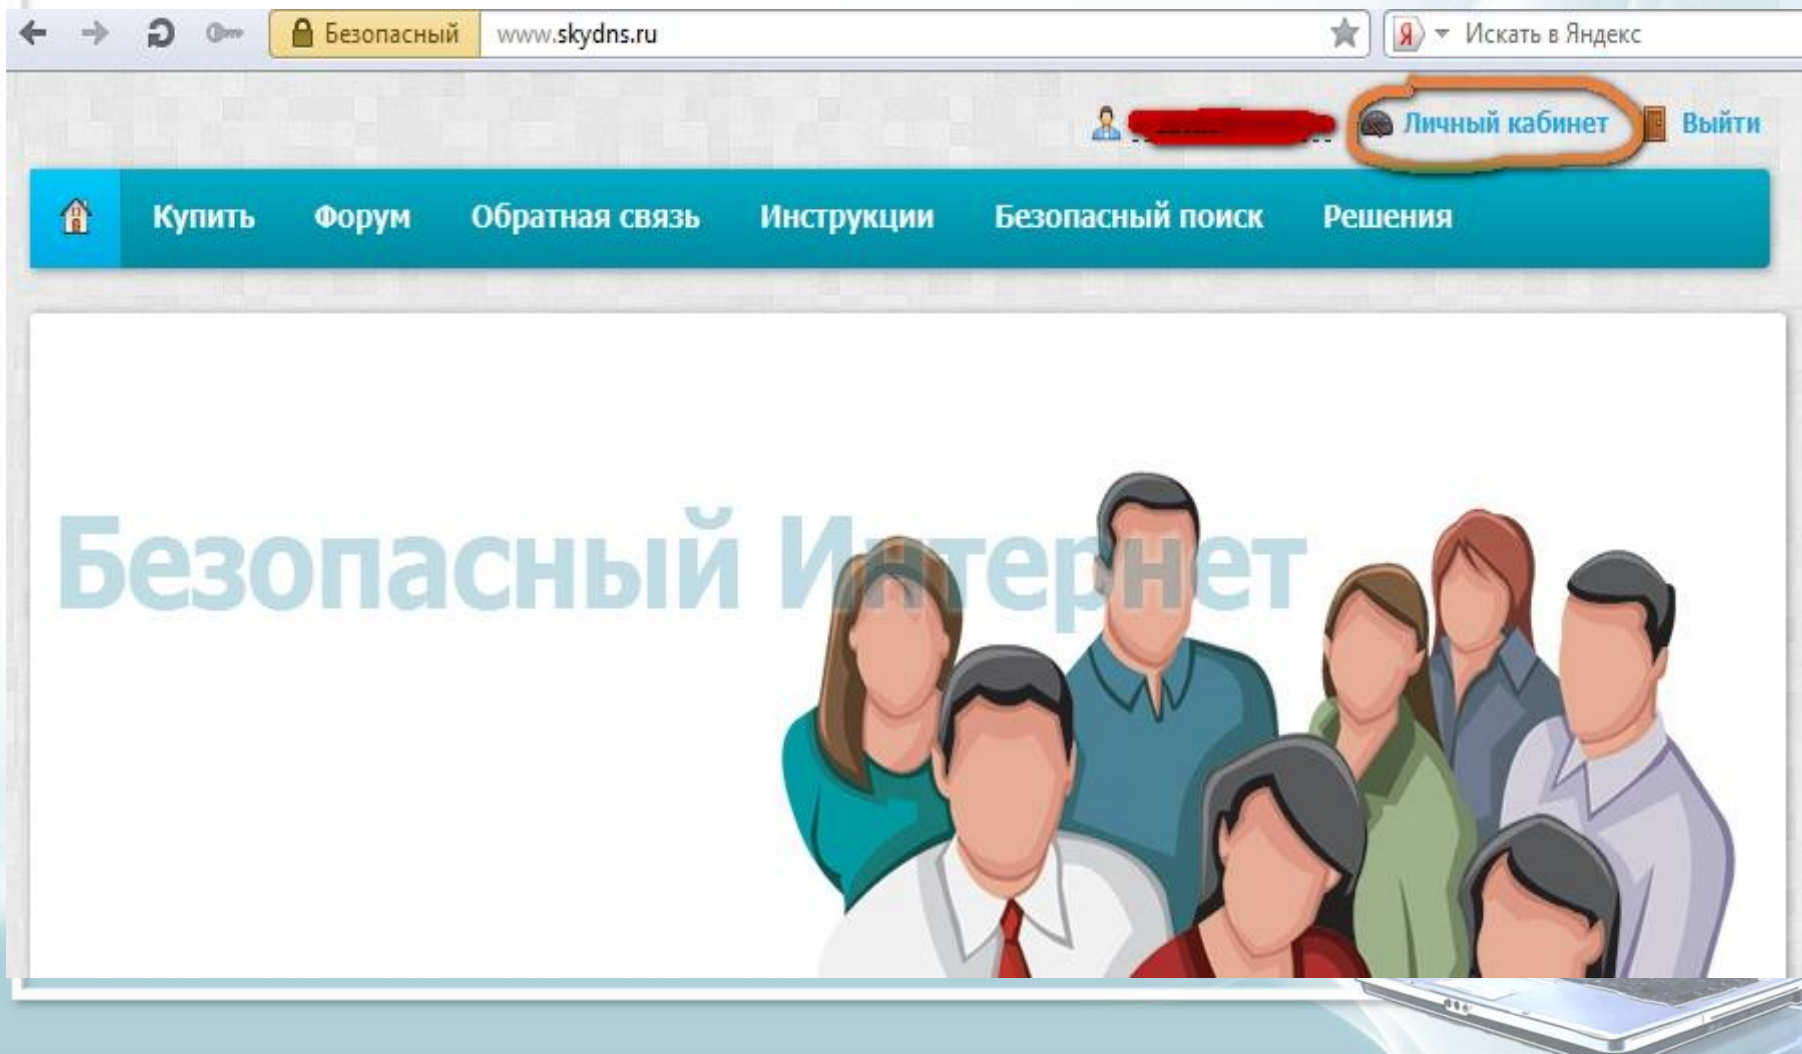 Безопасный www.skydns.ru Я Искать в Яндекс
Личный кабинет Выйти
Купить Форум Обратная связь Инструкции Безопасный поиск Решения
Безопасный Интернет